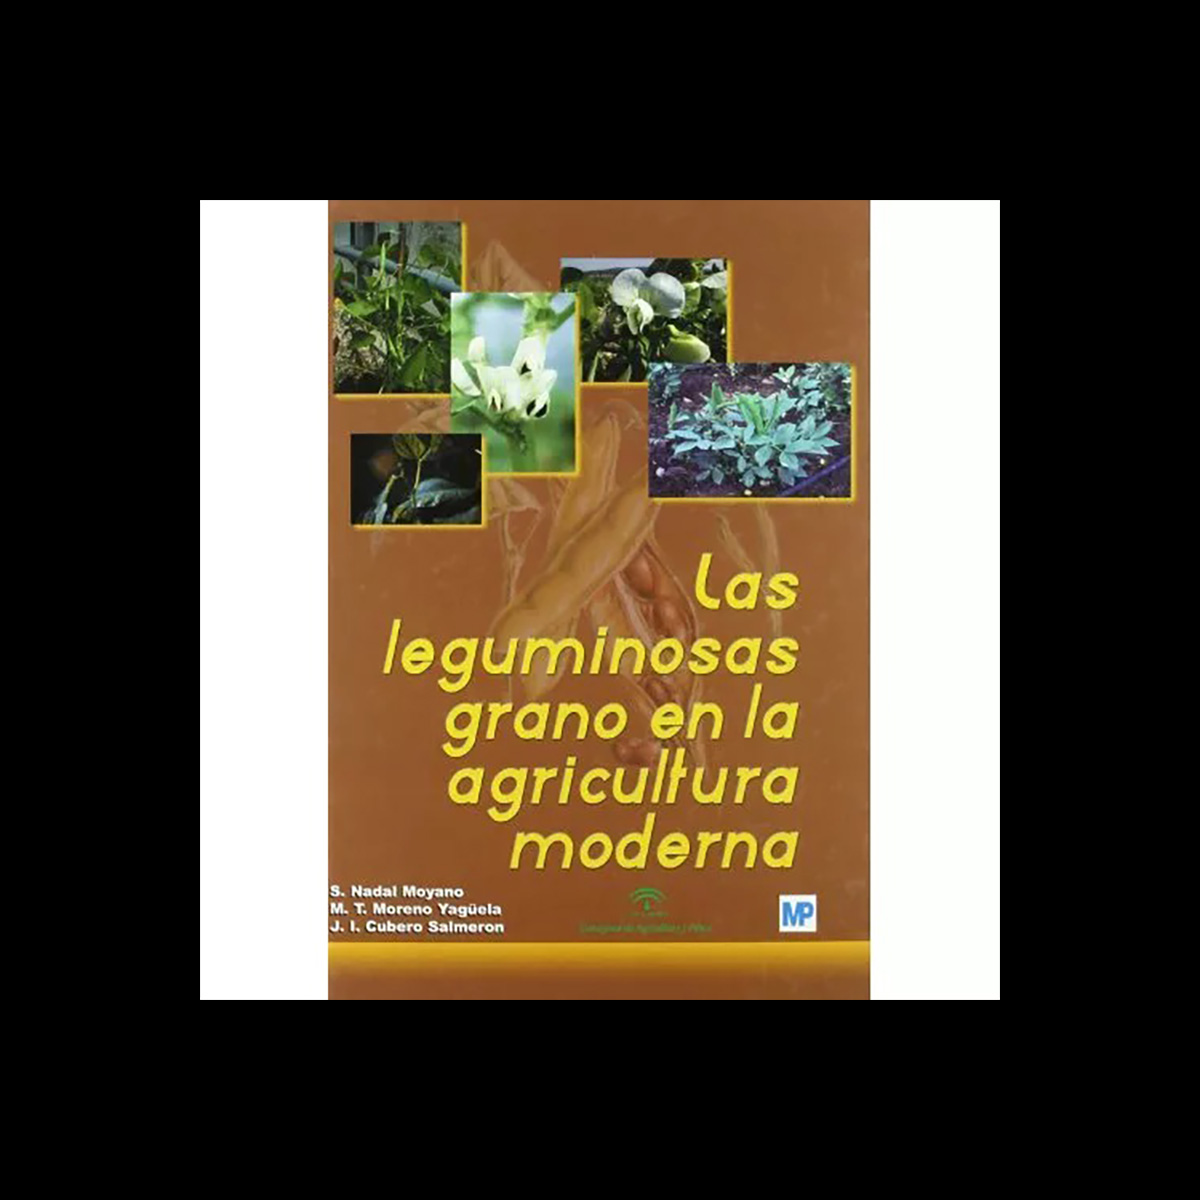 Las
leguminosas
grano en la
agricultura
moderna
S. Nadal Moyano
M. T. Moreno Yagüela
J. I. Cubero Salmeron
MP